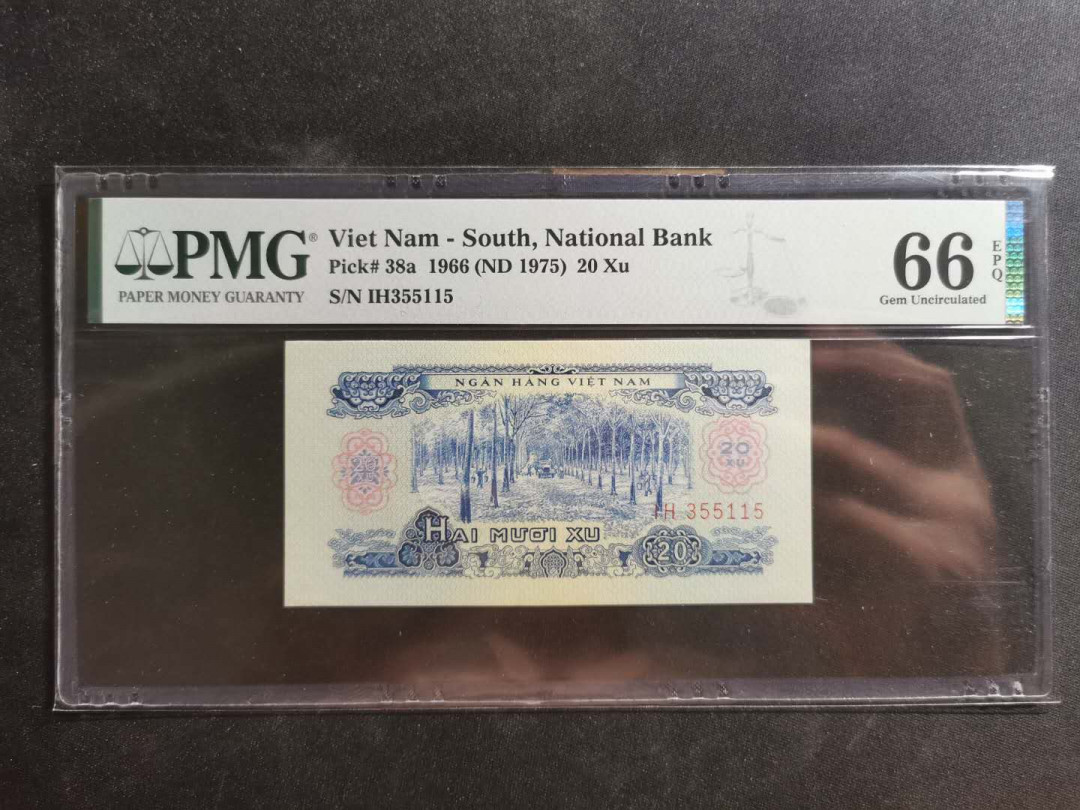 PMG®
PAPER MONEY GUARANTY
Viet Nam - South, National Bank
Pick# 38a 1966 (ND 1975) 20 Xu
S/N IH355115
66
EPQ
Gem Uncirculated
NGÂN HÀNG VIỆT NAM
20
XU
IH 355115
HAI MƯƠI XU
20